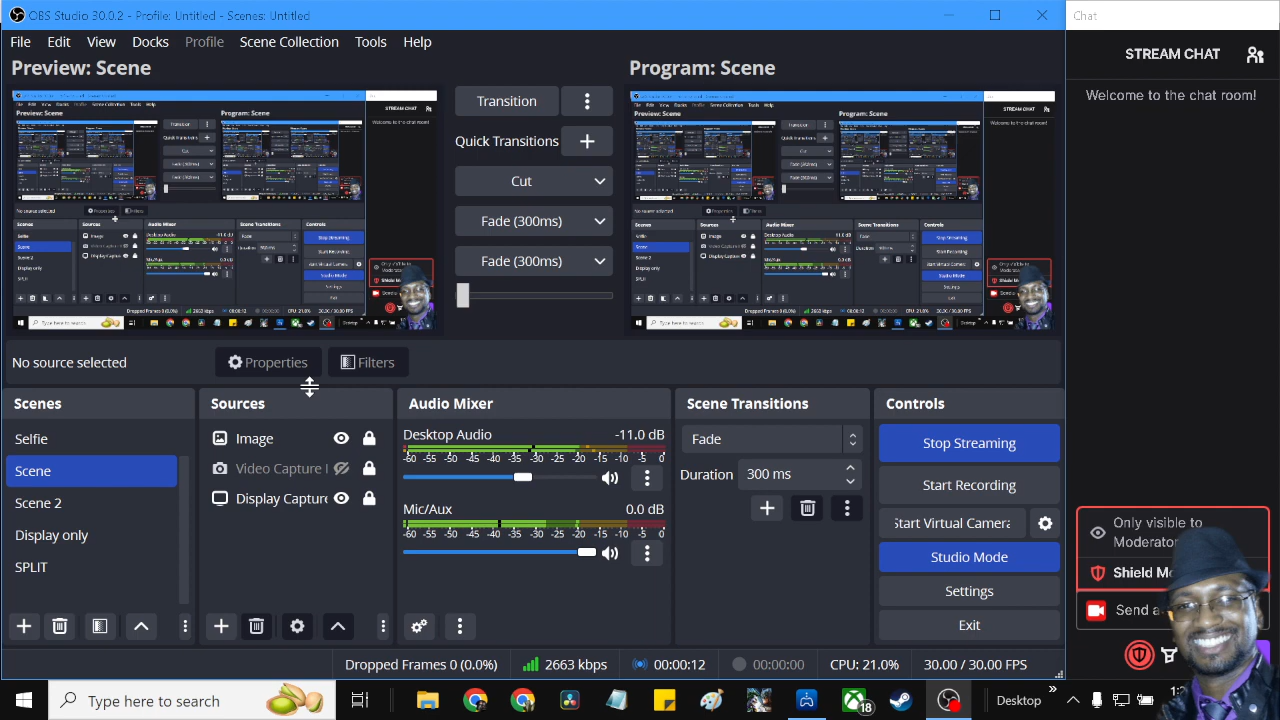 OBS Studio 30.0.2 - Profile: Untitled - Scenes: Untitled
File Edit View Docks Profile Scene Collection Tools Help
Preview: Scene
Program: Scene
Transition
Quick Transitions
Cut
Fade (300ms)
Fade (300ms)
No source selected
Properties
Filters
Scenes
Selfie
Scene
Scene 2
Display only
SPLIT
Sources
Image
Video Capture
Display Capture
Audio Mixer
Desktop Audio -11.0 dB
-60 -55 -50 -45 -40 -35 -30 -25 -20 -15 -10 -5 0
Mic/Aux 0.0 dB
-60 -55 -50 -45 -40 -35 -30 -25 -20 -15 -10 -5 0
Scene Transitions
Fade
Duration 300 ms
Controls
Stop Streaming
Start Recording
Start Virtual Camera
Studio Mode
Settings
Exit
Dropped Frames 0 (0.0%) 2663 kbps 00:00:12 00:00:00 CPU: 21.0% 30.00 / 30.00 FPS
Type here to search
18
Desktop
Chat
STREAM CHAT
Welcome to the chat room!
Only visible to
Shield
Send a